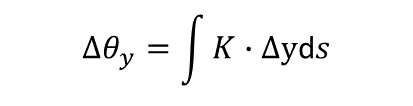 Δθ_y = ∫ K · Δyds